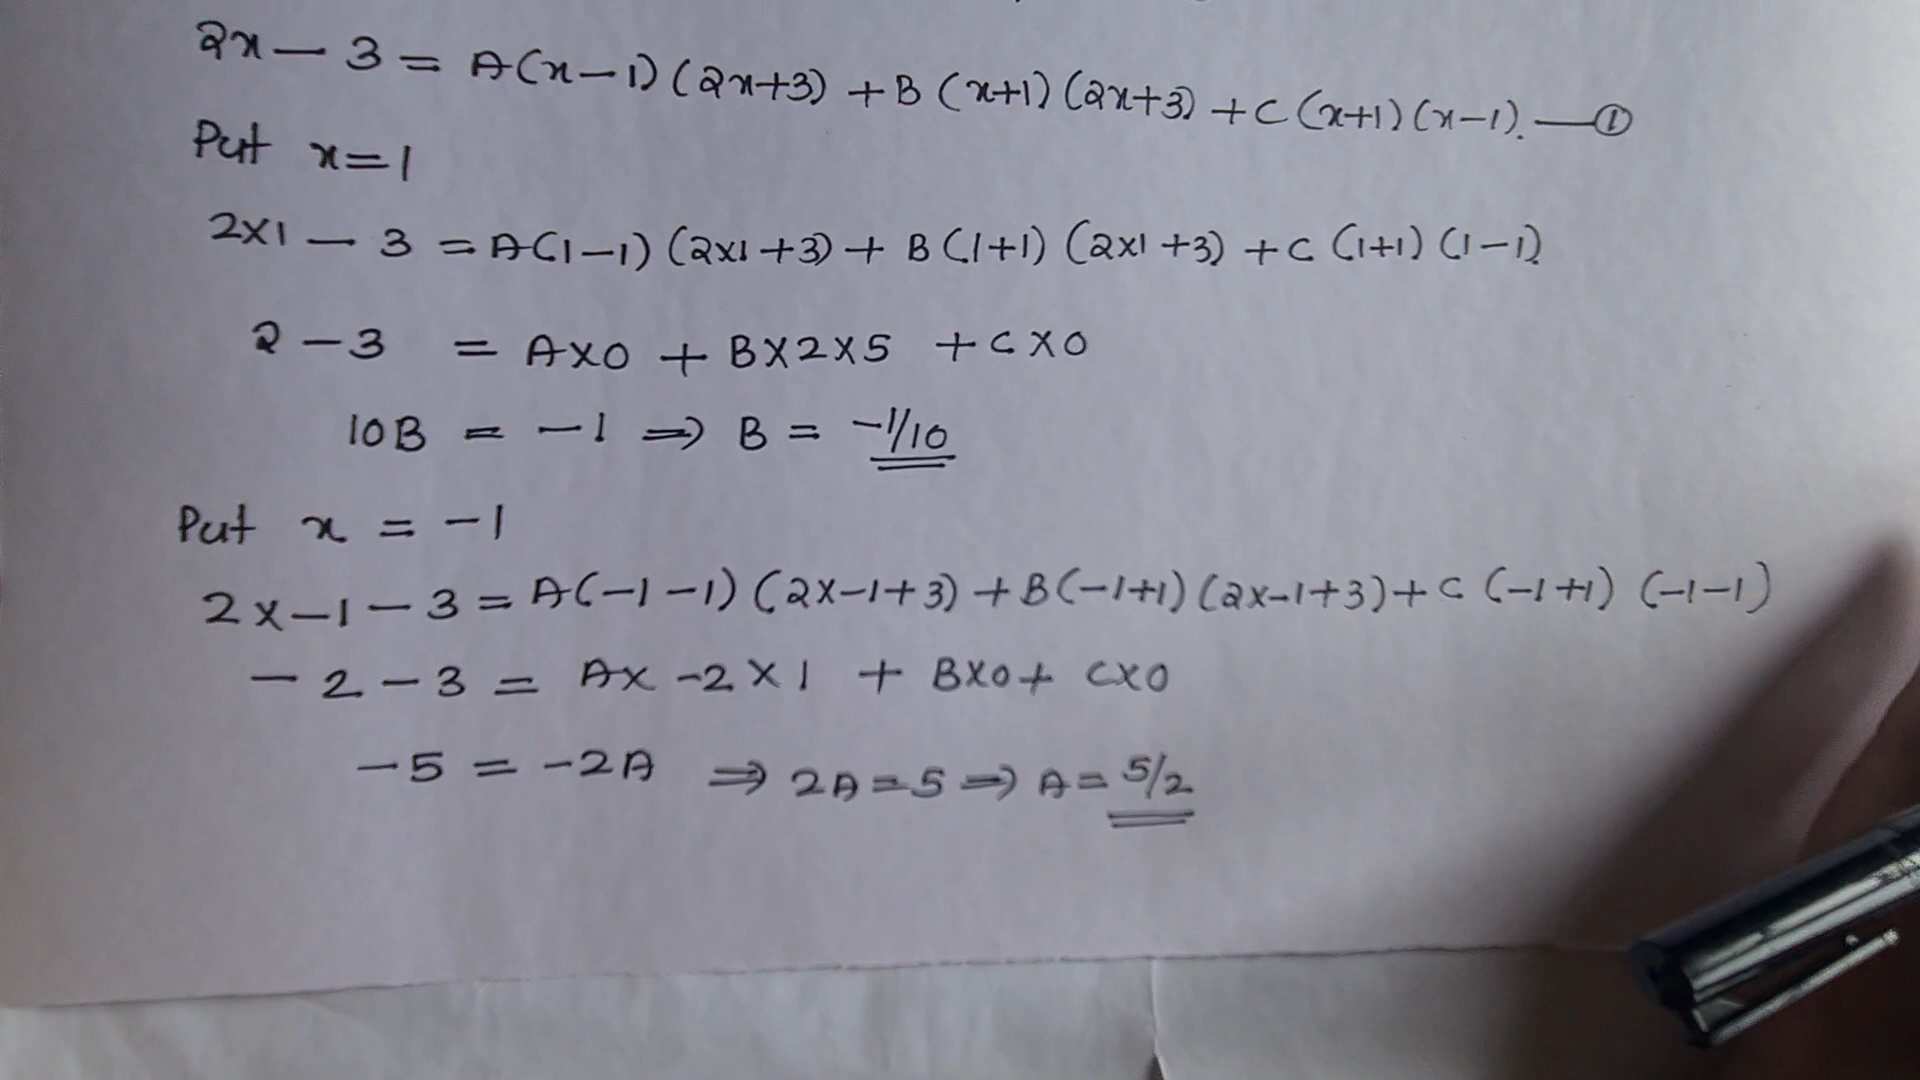 2x - 3 = A(x-1)(2x+3) + B(x+1)(2x+3) + C(x+1)(x-1). —①
Put x=1
2×1 - 3 = A(1-1)(2×1+3) + B(1+1)(2×1+3) + C(1+1)(1-1)
2 - 3 = A×0 + B×2×5 + C×0
10B = -1 ⇒ B = -1/10
Put x = -1
2×-1-3 = A(-1-1)(2×-1+3) + B(-1+1)(2×-1+3) + C(-1+1)(-1-1)
-2-3 = A×-2×1 + B×0 + C×0
-5 = -2A ⇒ 2A=5 ⇒ A= 5/2